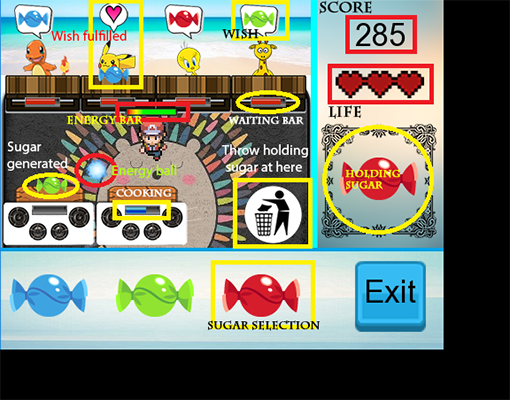 SCORE
285
Wish fulfilled
WISH
LIFE
ENERGY BAR
WAITING BAR
Sugar
generated
Energy ball
Throw holding
sugar at here
COOKING
HOLDING
SUGAR
Exit
SUGAR SELECTION